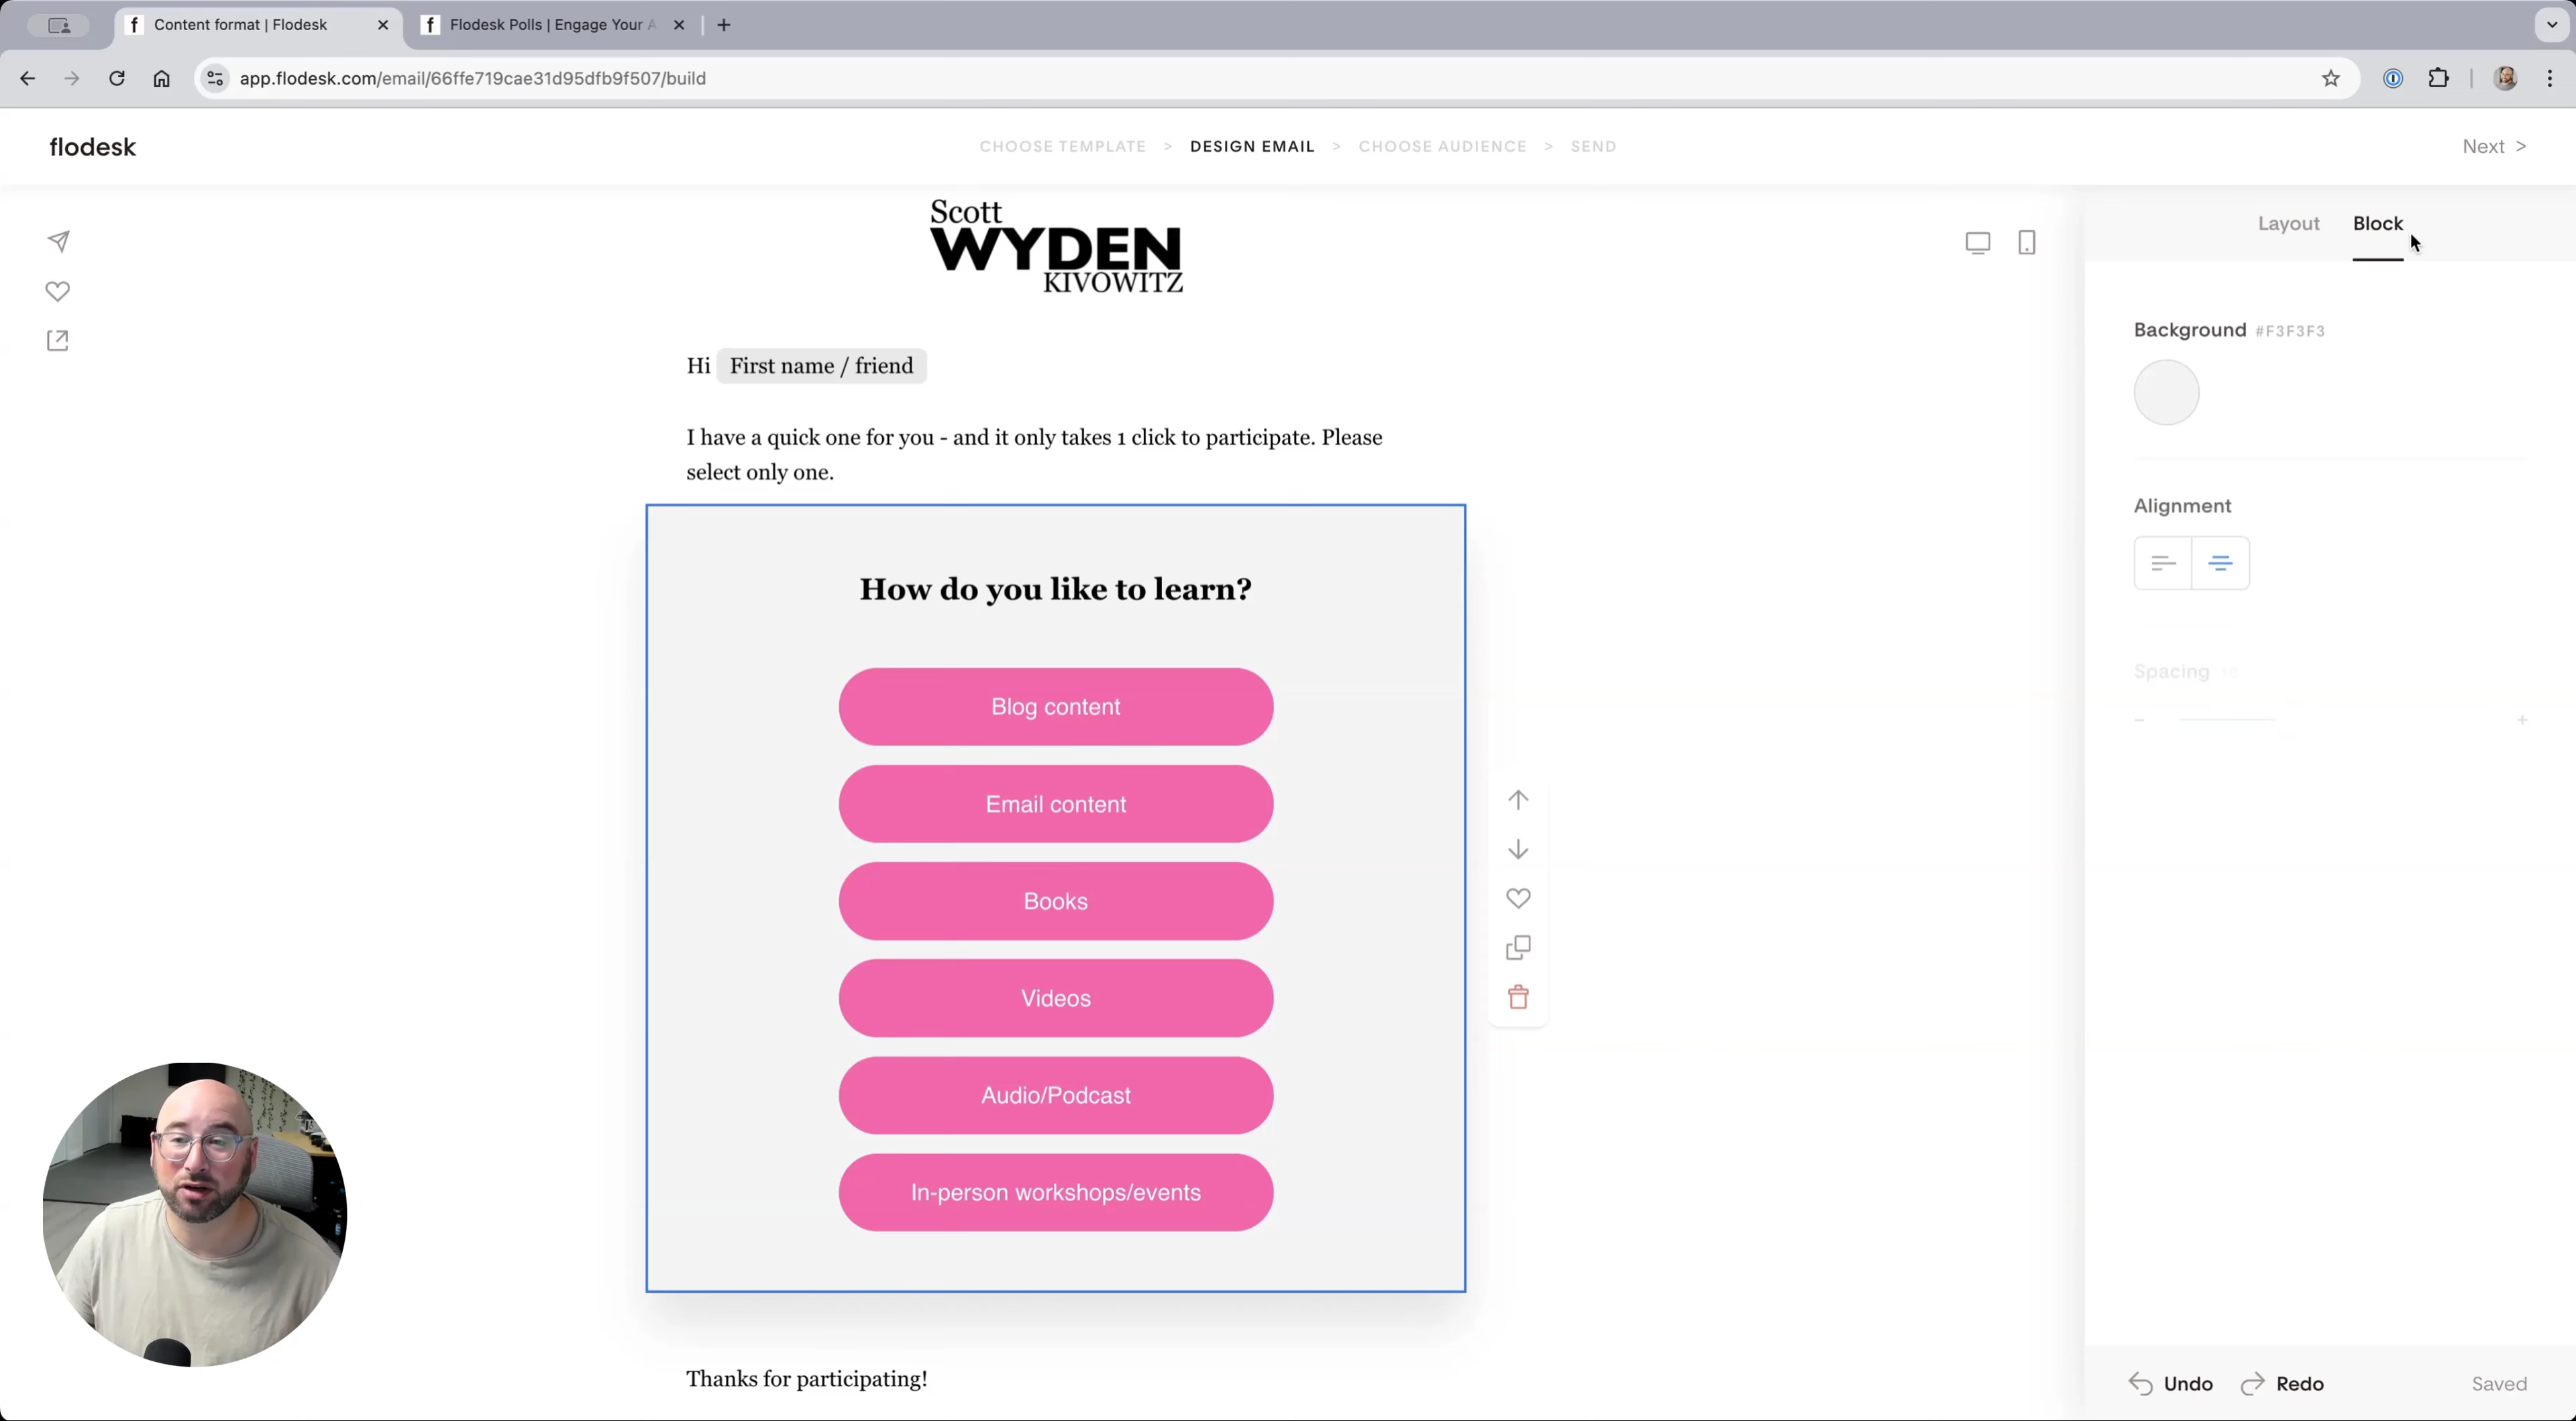 Content format | Flodesk
Flodesk Polls | Engage Your A
app.flodesk.com/email/66ffe719cae31d95dfb9f507/build
flodesk
CHOOSE TEMPLATE > DESIGN EMAIL > CHOOSE AUDIENCE > SEND
Next >
Scott
WYDEN
KIVOWITZ
Layout
Block
Hi First name / friend
I have a quick one for you - and it only takes 1 click to participate. Please
select only one.
Background #F3F3F3
Alignment
Spacing
How do you like to learn?
Blog content
Email content
Books
Videos
Audio/Podcast
In-person workshops/events
Thanks for participating!
Undo
Redo
Saved